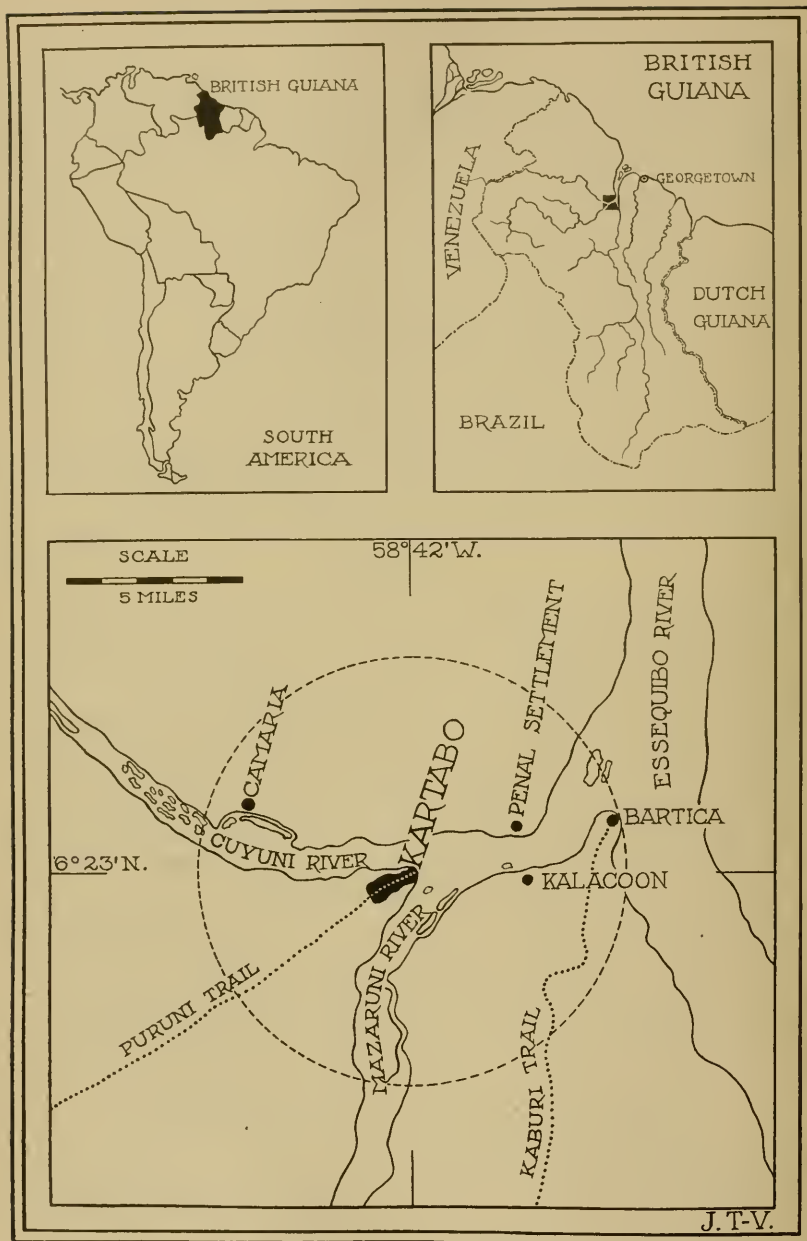 BRITISH GUIANA
SOUTH
AMERICA
BRITISH
GUIANA
GEORGETOWN
VENEZUELA
DUTCH
GUIANA
BRAZIL
SCALE
5 MILES
58°42'W.
CAMARIA
KARTABO
PENAL SETTLEMENT
ESSEQUIBO RIVER
BARTICA
CUYUNI RIVER
6°23'N.
KALACOON
MAZARUNI RIVER
PURUNI TRAIL
KABURI TRAIL
J. T-V.